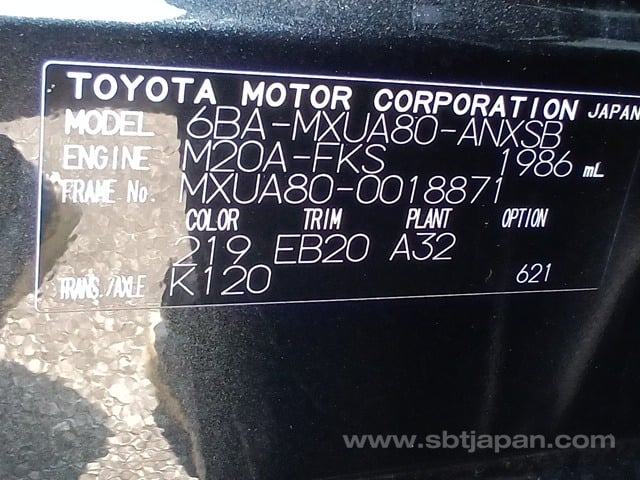 TOYOTA MOTOR CORPORATION JAPAN
MODEL 6BA-MXUA80-ANXSB
ENGINE M20A-FKS 1986 mL
FRAME No. MXUA80-0018871
COLOR TRIM PLANT OPTION
219 EB20 A32
TRANS./AXLE K120 621
www.sbtjapan.com